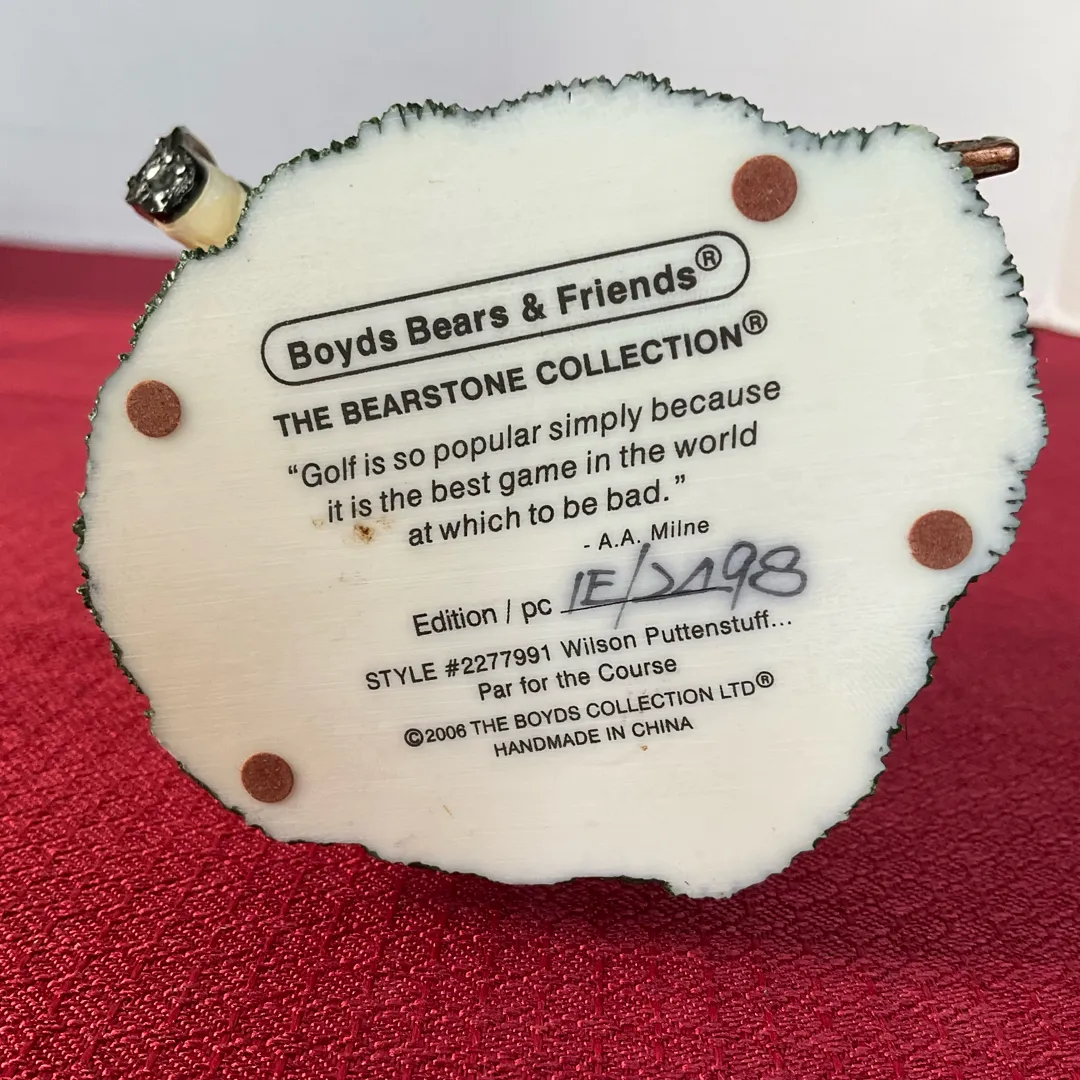 Boyds Bears & Friends®
THE BEARSTONE COLLECTION®
“Golf is so popular simply because
it is the best game in the world
at which to be bad.”
- A.A. Milne
Edition / pc 1E/2198
STYLE #2277991 Wilson Puttenstuff...
Par for the Course
©2006 THE BOYDS COLLECTION LTD®
HANDMADE IN CHINA